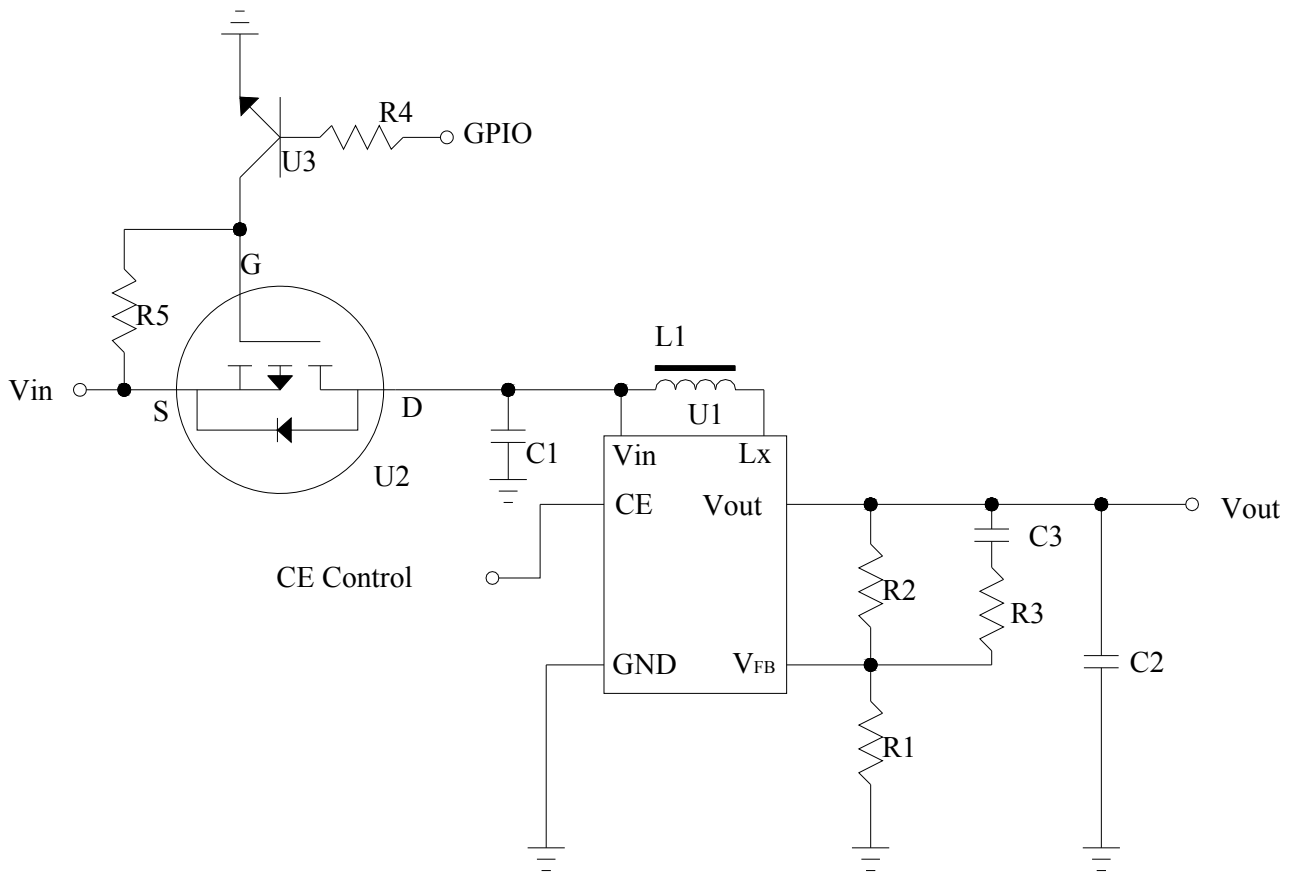 R4
GPIO
U3
G
R5
L1
Vin
S
D
U1
C1
Vin
Lx
U2
CE
Vout
Vout
C3
CE Control
R2
R3
GND
VFB
C2
R1